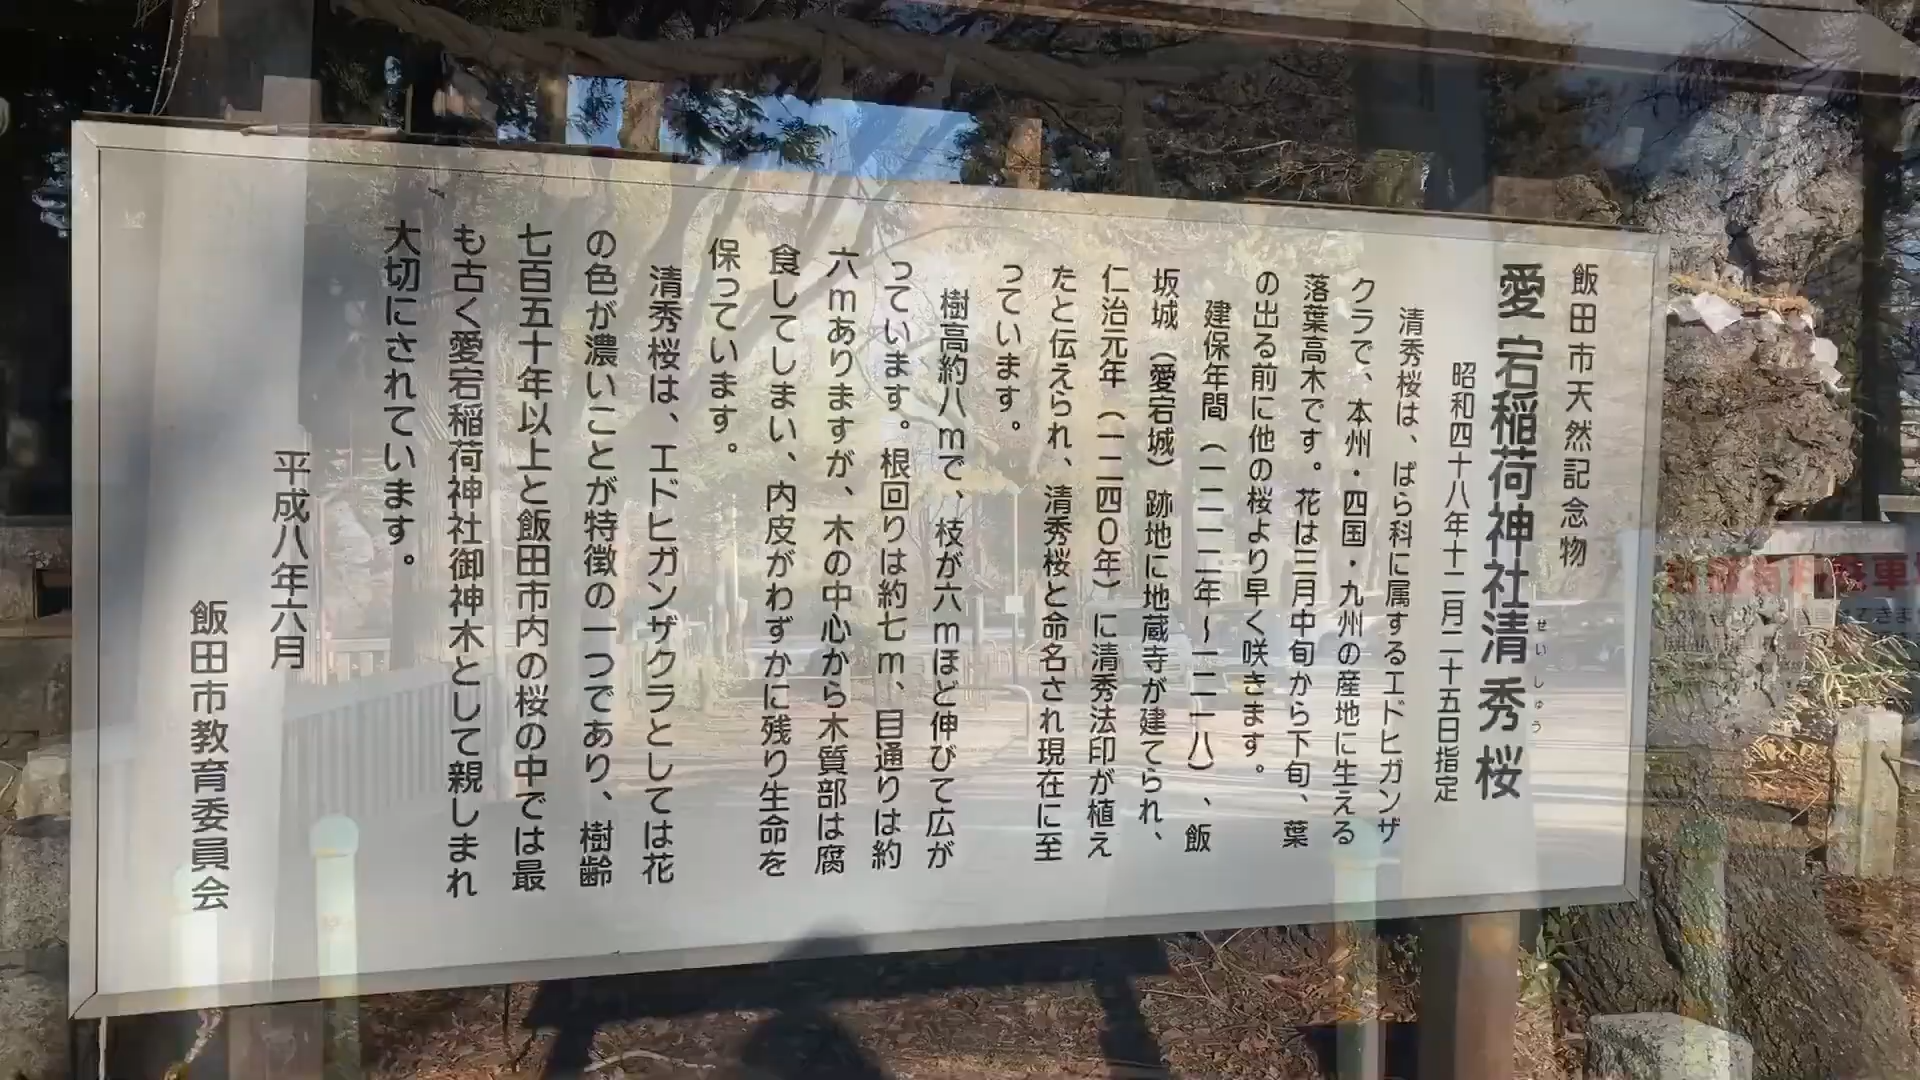 飯田市天然記念物
愛宕稲荷神社清秀桜
せいしゅう
昭和四十八年十二月二十五日指定
清秀桜は、ばら科に属するエドヒガンザ
クラで、本州・四国・九州の産地に生える
落葉高木です。花は三月中旬から下旬、葉
の出る前に他の桜より早く咲きます。
建保年間（一二一二年～一二一八）、飯
坂城（愛宕城）跡地に地蔵寺が建てられ、
仁治元年（一二四〇年）に清秀法印が植え
たと伝えられ、清秀桜と命名され現在に至
っています。
樹高約八ｍで、枝が六ｍほど伸びて広が
っています。根回りは約七ｍ、目通りは約
六ｍありますが、木の中心から木質部は腐
食してしまい、内皮がわずかに残り生命を
保っています。
清秀桜は、エドヒガンザクラとしては花
の色が濃いことが特徴の一つであり、樹齢
七百五十年以上と飯田市内の桜の中では最
も古く愛宕稲荷神社御神木として親しまれ
大切にされています。
平成八年六月
飯田市教育委員会